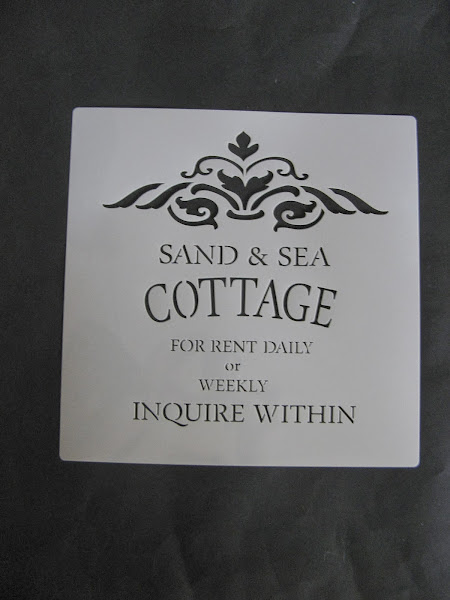 SAND & SEA
COTTAGE
FOR RENT DAILY
or
WEEKLY
INQUIRE WITHIN